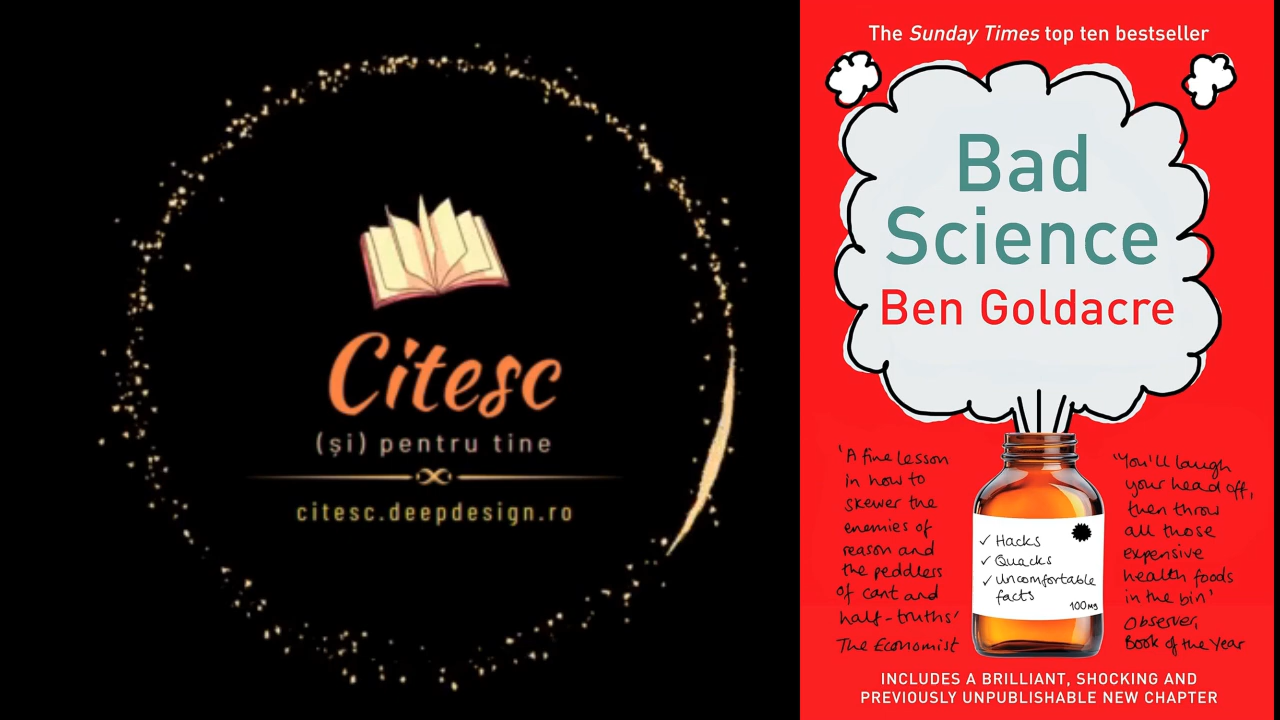 Citesc
(și) pentru tine
citesc.deepdesign.ro
The Sunday Times top ten bestseller
Bad
Science
Ben Goldacre
'A fine lesson
in how to
skewer the
enemies of
reason and
the peddlers
of cant and
half-truths'
The Economist
✓ Hacks
✓ Quacks
✓ uncomfortable
facts
100mg
'You'll laugh
your head off,
then throw
all those
expensive
health foods
in the bin'
Observer,
Book of the Year
INCLUDES A BRILLIANT, SHOCKING AND
PREVIOUSLY UNPUBLISHABLE NEW CHAPTER